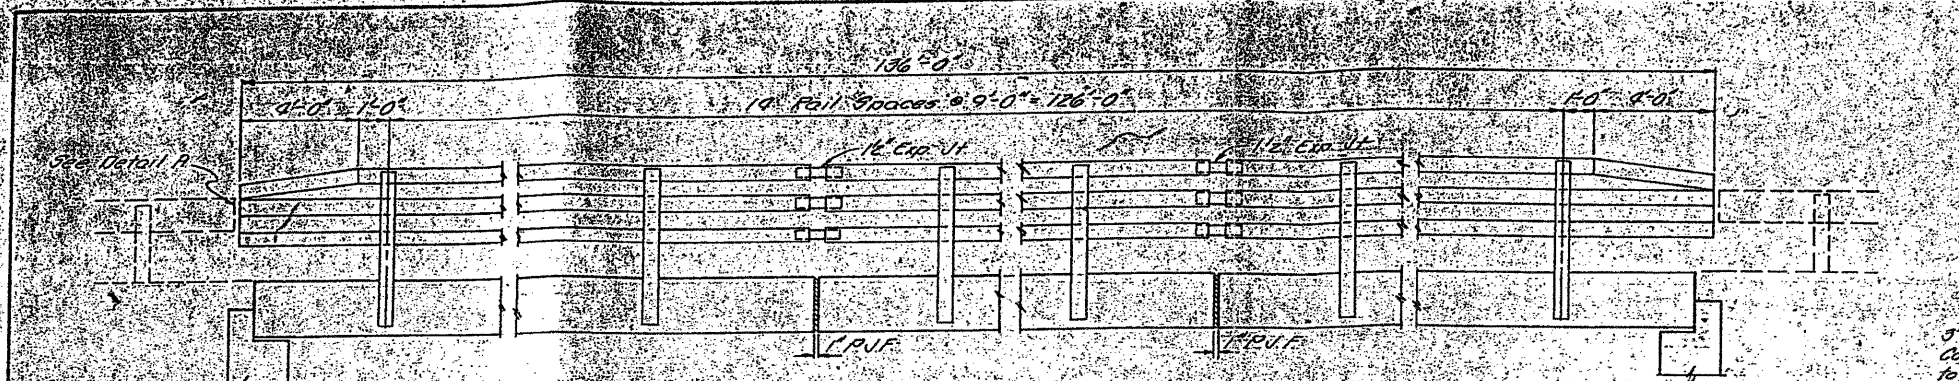 136'-0"
4'-0" 1'-0"
14 Rail Spaces @ 9'-0" = 126'-0"
1'-0" 4'-0"
See Detail A
1½" Exp. Jt.
1½" Exp. Jt.
1" P.J.F.
1" P.J.F.